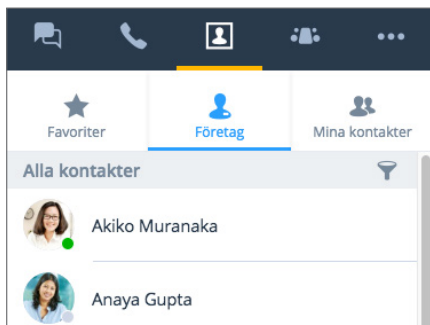 Favoriter
Företag
Mina kontakter
Alla kontakter
Akiko Muranaka
Anaya Gupta